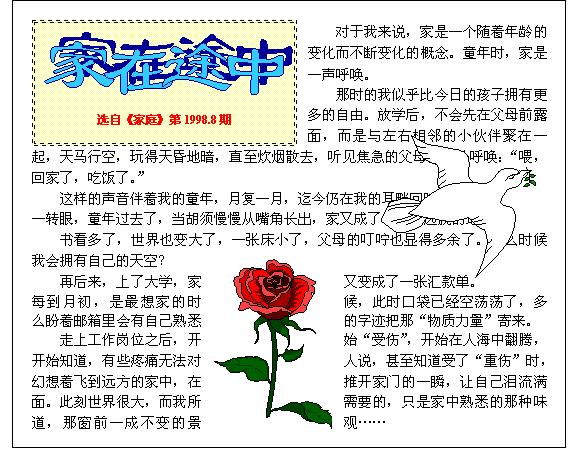 家在途中
选自《家庭》第 1998.8 期
对于我来说，家是一个随着年龄的
变化而不断变化的概念。童年时，家是
一声呼唤。
那时的我似乎比今日的孩子拥有更
多的自由。放学后，不会先在父母前露
面，而是与左右相邻的小伙伴聚在一
起，天马行空，玩得天昏地暗，直至炊烟散去，听见焦急的父母 呼唤：“喂，
回家了，吃饭了。”
这样的声音伴着我的童年，月复一月，迄今仍在我的耳
一转眼，童年过去了，当胡须慢慢从嘴角长出，家又成了
书看多了，世界也变大了，一张床小了，父母的叮咛也显得多余了。 么时候
我会拥有自己的天空？
再后来，上了大学，家 又变成了一张汇款单。
每到月初，是最想家的时 候，此时口袋已经空荡荡了，多
么盼着邮箱里会有自己熟悉 的字迹把那“物质力量”寄来。
走上工作岗位之后，开 始“受伤”，开始在人海中翻腾，
开始知道，有些疼痛无法对 人说，甚至知道受了“重伤”时，
幻想着飞到远方的家中，在 推开家门的一瞬，让自己泪流满
面。此刻世界很大，而我所 需要的，只是家中熟悉的那种味
道，那窗前一成不变的景 观……